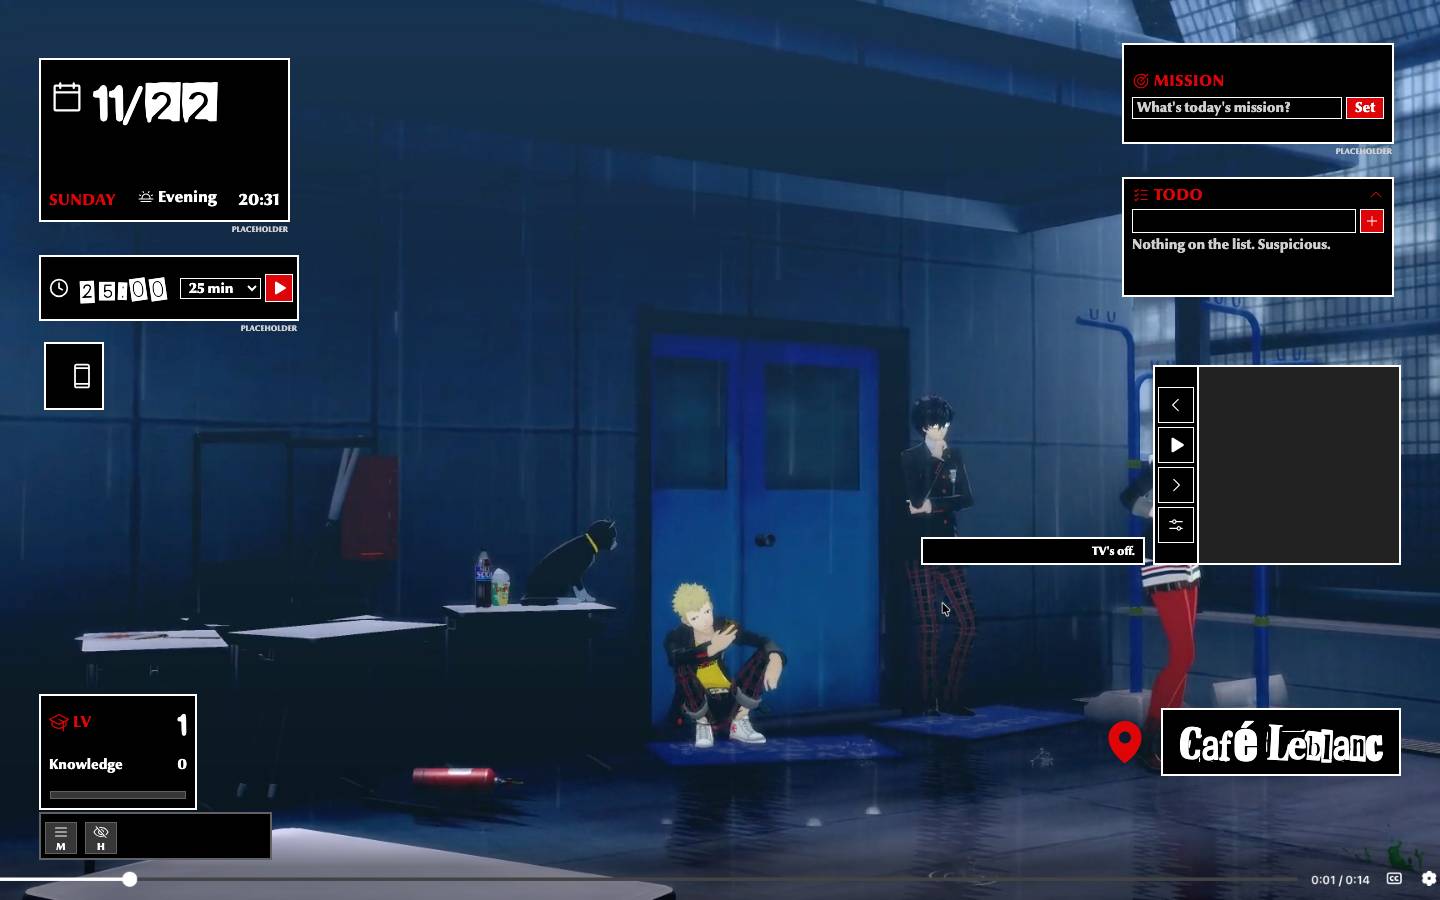 11/22
SUNDAY Evening 20:31
PLACEHOLDER
25:00 25 min
PLACEHOLDER
MISSION
What's today's mission? Set
PLACEHOLDER
TODO
+
Nothing on the list. Suspicious.
TV's off.
LV 1
Knowledge 0
M H
Café Leblanc
0:01 / 0:14 CC